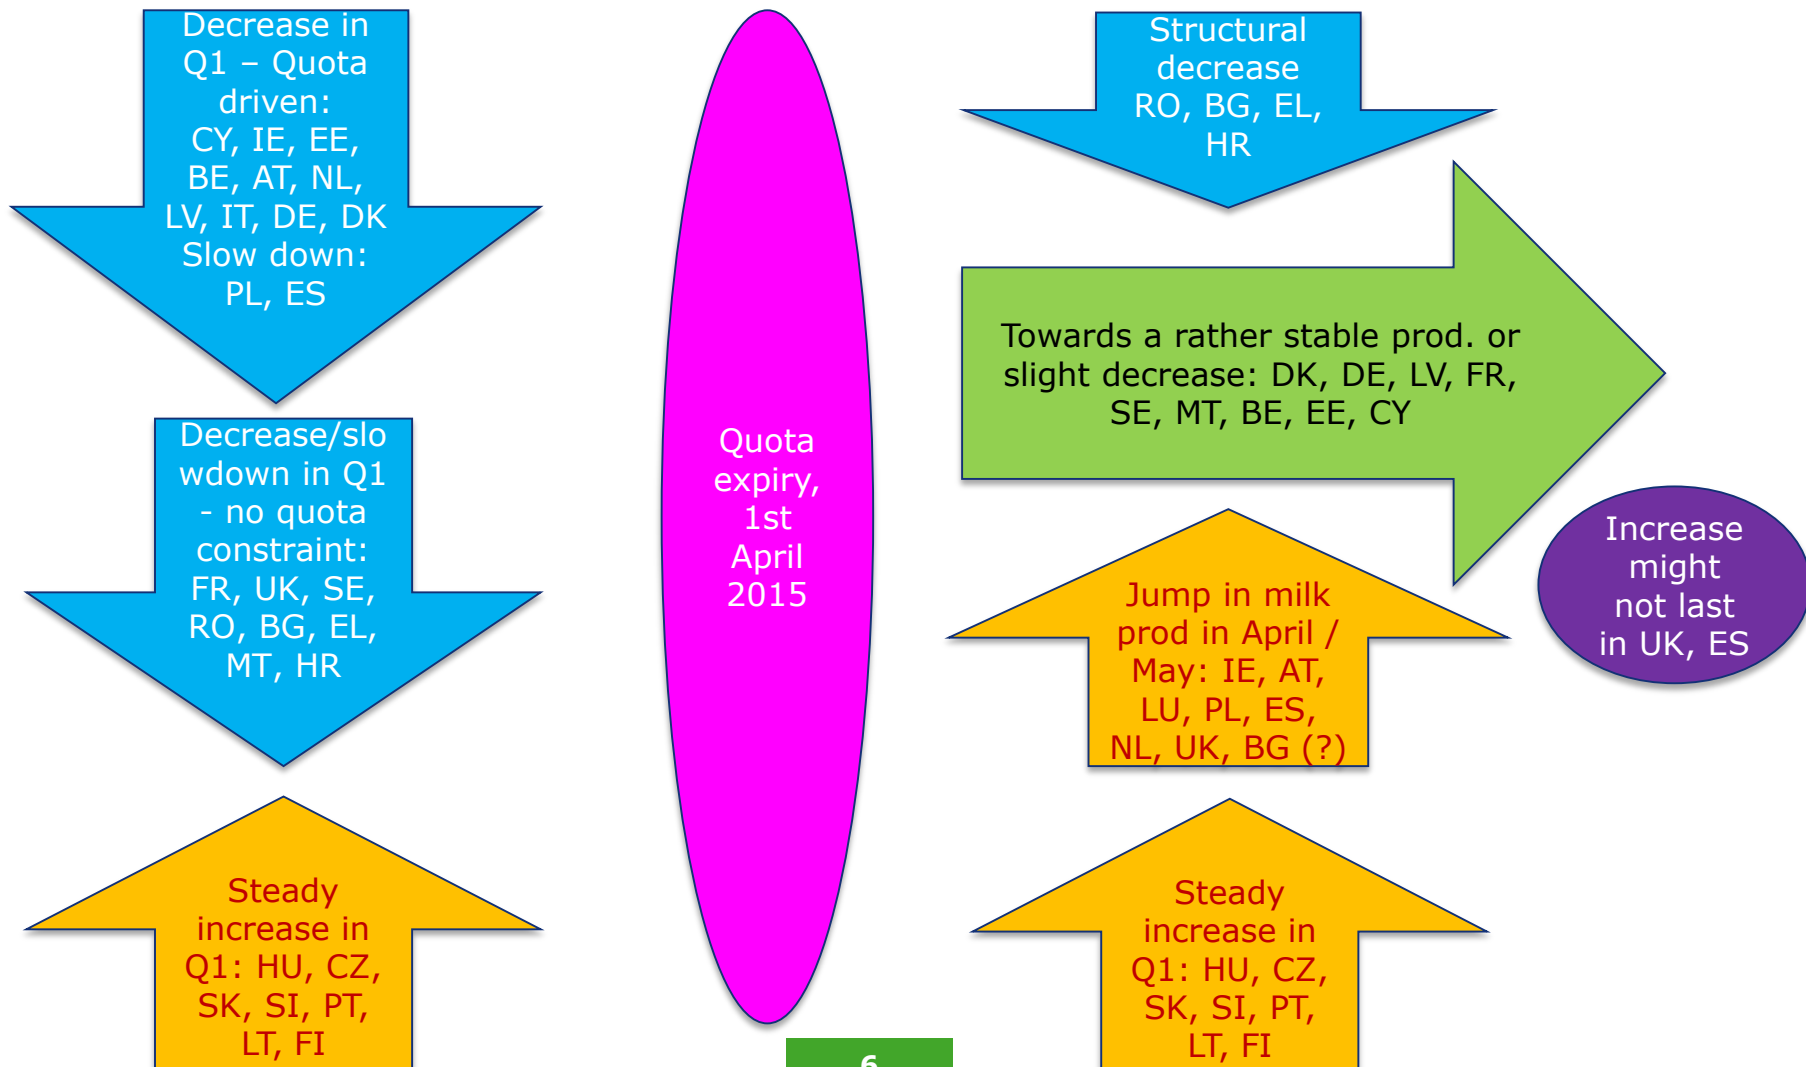 Decrease in
Q1 – Quota
driven:
CY, IE, EE,
BE, AT, NL,
LV, IT, DE, DK
Slow down:
PL, ES
Decrease/slo
wdown in Q1
- no quota
constraint:
FR, UK, SE,
RO, BG, EL,
MT, HR
Steady
increase in
Q1: HU, CZ,
SK, SI, PT,
LT, FI
Quota
expiry,
1st
April
2015
Structural
decrease
RO, BG, EL,
HR
Towards a rather stable prod. or
slight decrease: DK, DE, LV, FR,
SE, MT, BE, EE, CY
Increase
might
not last
in UK, ES
Jump in milk
prod in April /
May: IE, AT,
LU, PL, ES,
NL, UK, BG (?)
Steady
increase in
Q1: HU, CZ,
SK, SI, PT,
LT, FI
6